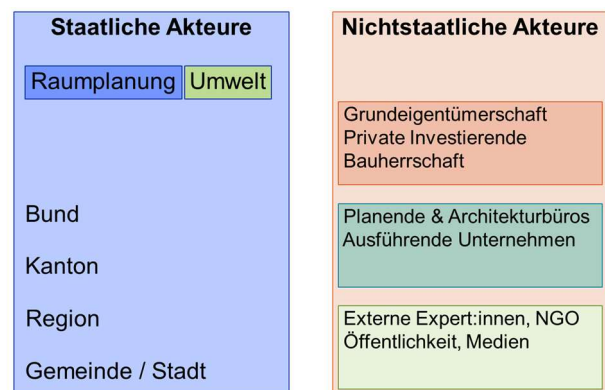 Staatliche Akteure
Raumplanung Umwelt
Bund
Kanton
Region
Gemeinde / Stadt
Nichtstaatliche Akteure
Grundeigentümerschaft
Private Investierende
Bauherrschaft
Planende & Architekturbüros
Ausführende Unternehmen
Externe Expert:innen, NGO
Öffentlichkeit, Medien